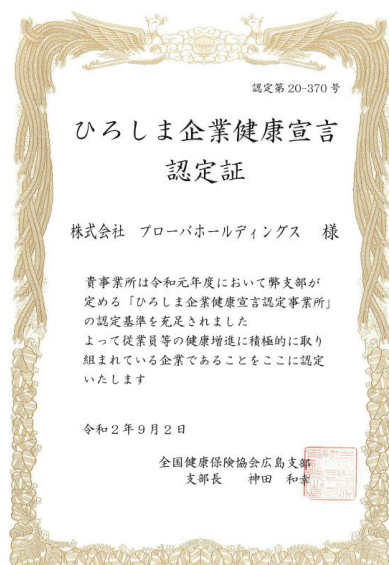 認定第20-370号
ひろしま企業健康宣言
認定証
株式会社 プローバホールディングス 様
貴事業所は令和元年度において弊支部が
定める「ひろしま企業健康宣言認定事業所」
の認定基準を充足されました
よって従業員等の健康増進に積極的に取り
組まれている企業であることをここに認定
いたします
令和2年9月2日
全国健康保険協会広島支部
支部長 神田 和幸